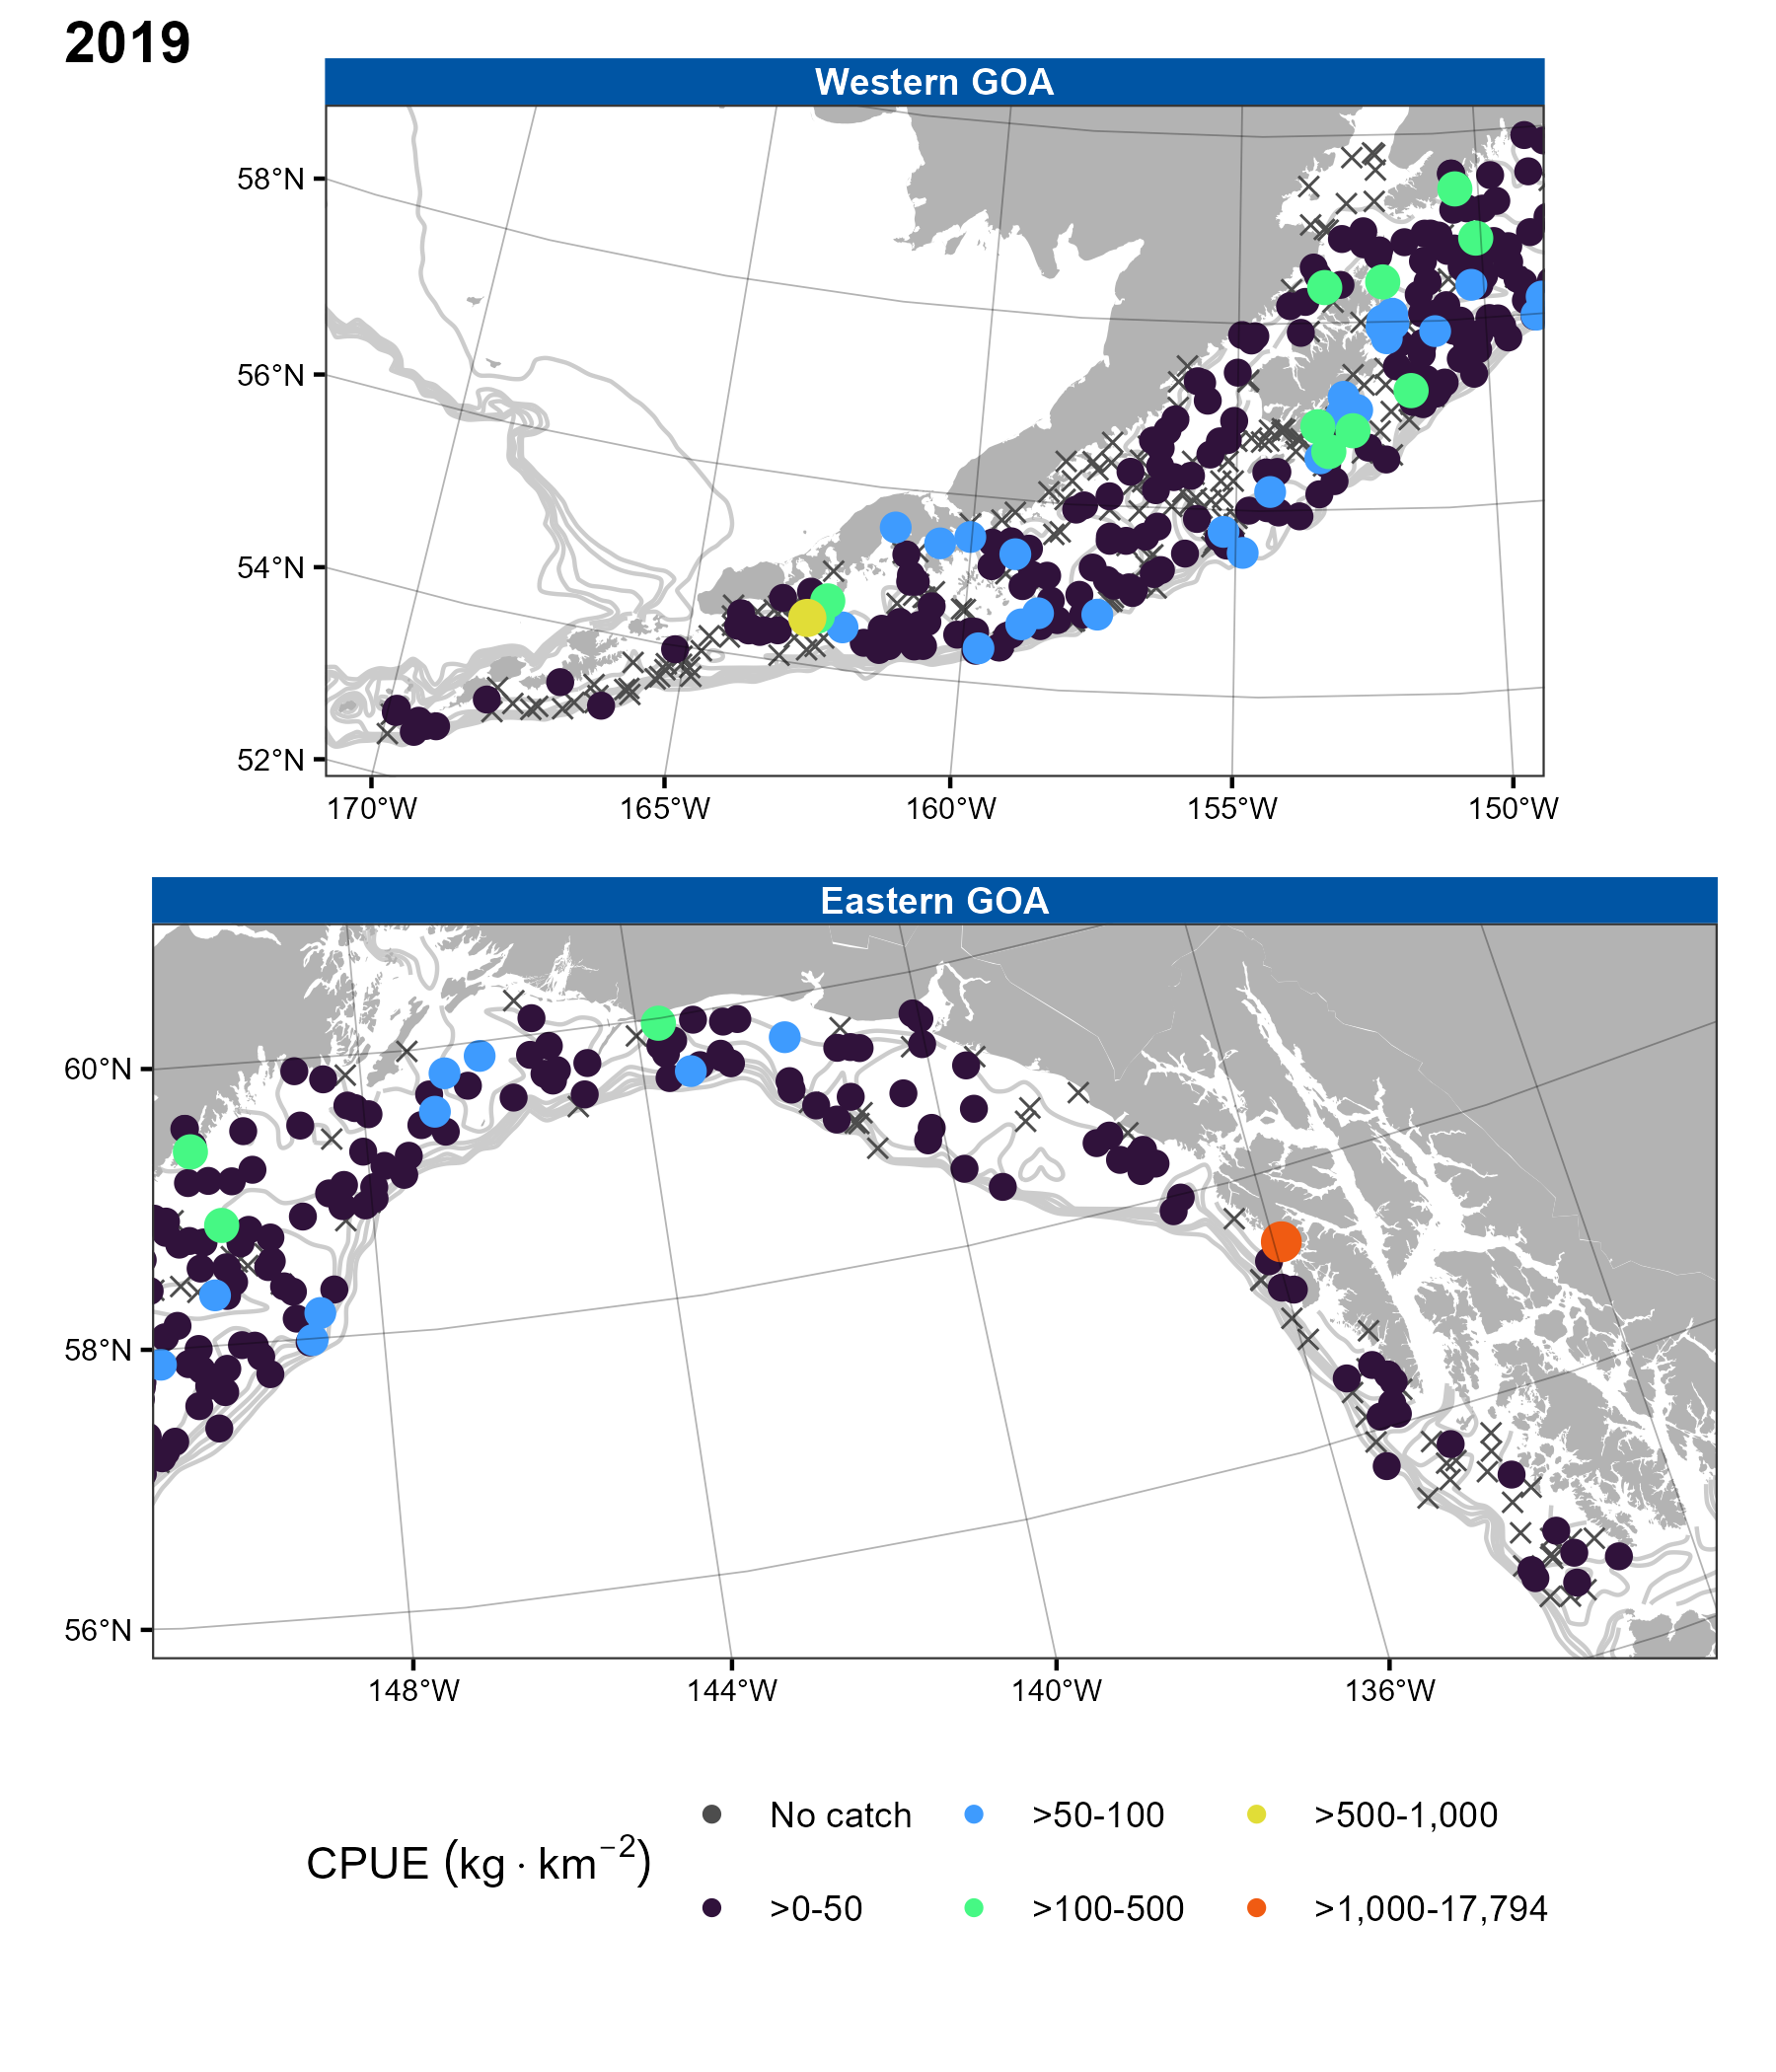 2019
Western GOA
58°N
56°N
54°N
52°N
170°W 165°W 160°W 155°W 150°W
Eastern GOA
60°N
58°N
56°N
148°W 144°W 140°W 136°W
CPUE (kg · km⁻²)
No catch >50-100 >500-1,000
>0-50 >100-500 >1,000-17,794